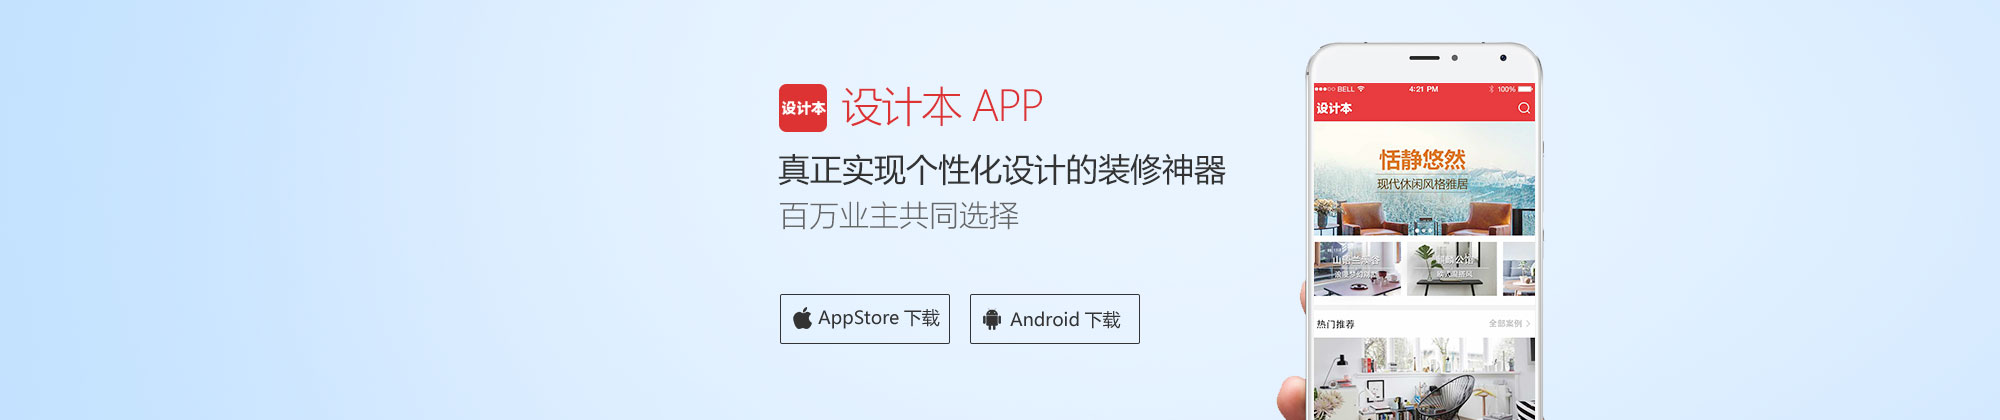 设计本
设计本 APP
真正实现个性化设计的装修神器
百万业主共同选择
AppStore 下载
Android 下载
BELL
4:21 PM
100%
设计本
恬静悠然
现代休闲风格雅居
热门推荐
全部案例